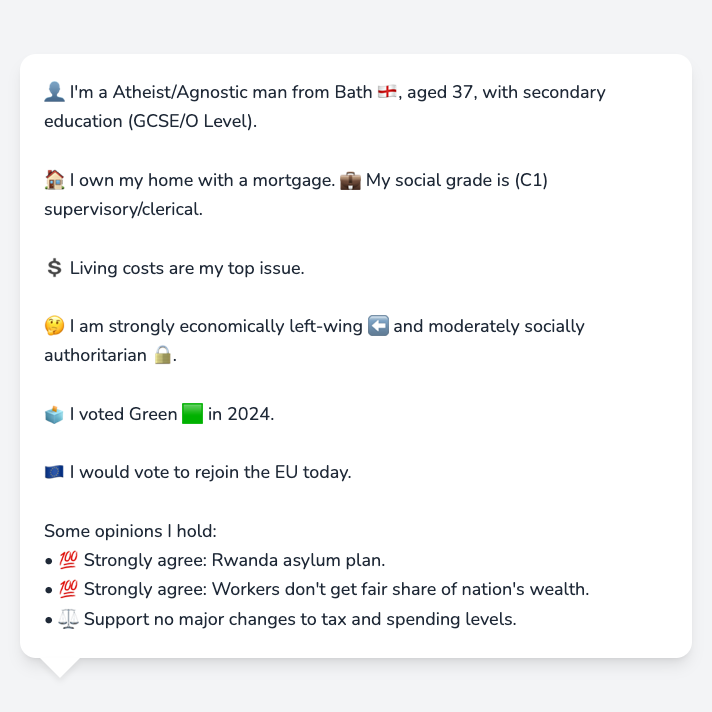 👤 I'm a Atheist/Agnostic man from Bath 🏴󠁧󠁢󠁥󠁮󠁧󠁿, aged 37, with secondary
education (GCSE/O Level).
🏠 I own my home with a mortgage. 💼 My social grade is (C1)
supervisory/clerical.
💲 Living costs are my top issue.
🤔 I am strongly economically left-wing ⬅️ and moderately socially
authoritarian 🔒.
🗳️ I voted Green 🟩 in 2024.
🇪🇺 I would vote to rejoin the EU today.
Some opinions I hold:
• 💯 Strongly agree: Rwanda asylum plan.
• 💯 Strongly agree: Workers don't get fair share of nation's wealth.
• ⚖️ Support no major changes to tax and spending levels.